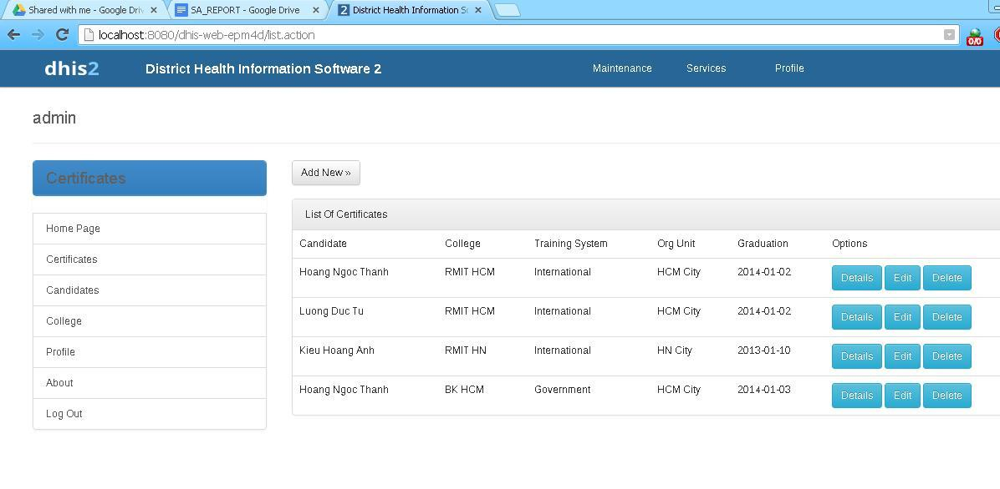 Shared with me - Google Driv
SA_REPORT - Google Drive
2 District Health Information So
localhost:8080/dhis-web-epm4d/list.action
0/0
dhis2 District Health Information Software 2 Maintenance Services Profile
admin
Certificates
Home Page
Certificates
Candidates
College
Profile
About
Log Out
Add New »
List Of Certificates
Candidate College Training System Org Unit Graduation Options
Hoang Ngoc Thanh RMIT HCM International HCM City 2014-01-02 Details Edit Delete
Luong Duc Tu RMIT HCM International HCM City 2014-01-02 Details Edit Delete
Kieu Hoang Anh RMIT HN International HN City 2013-01-10 Details Edit Delete
Hoang Ngoc Thanh BK HCM Government HCM City 2014-01-03 Details Edit Delete